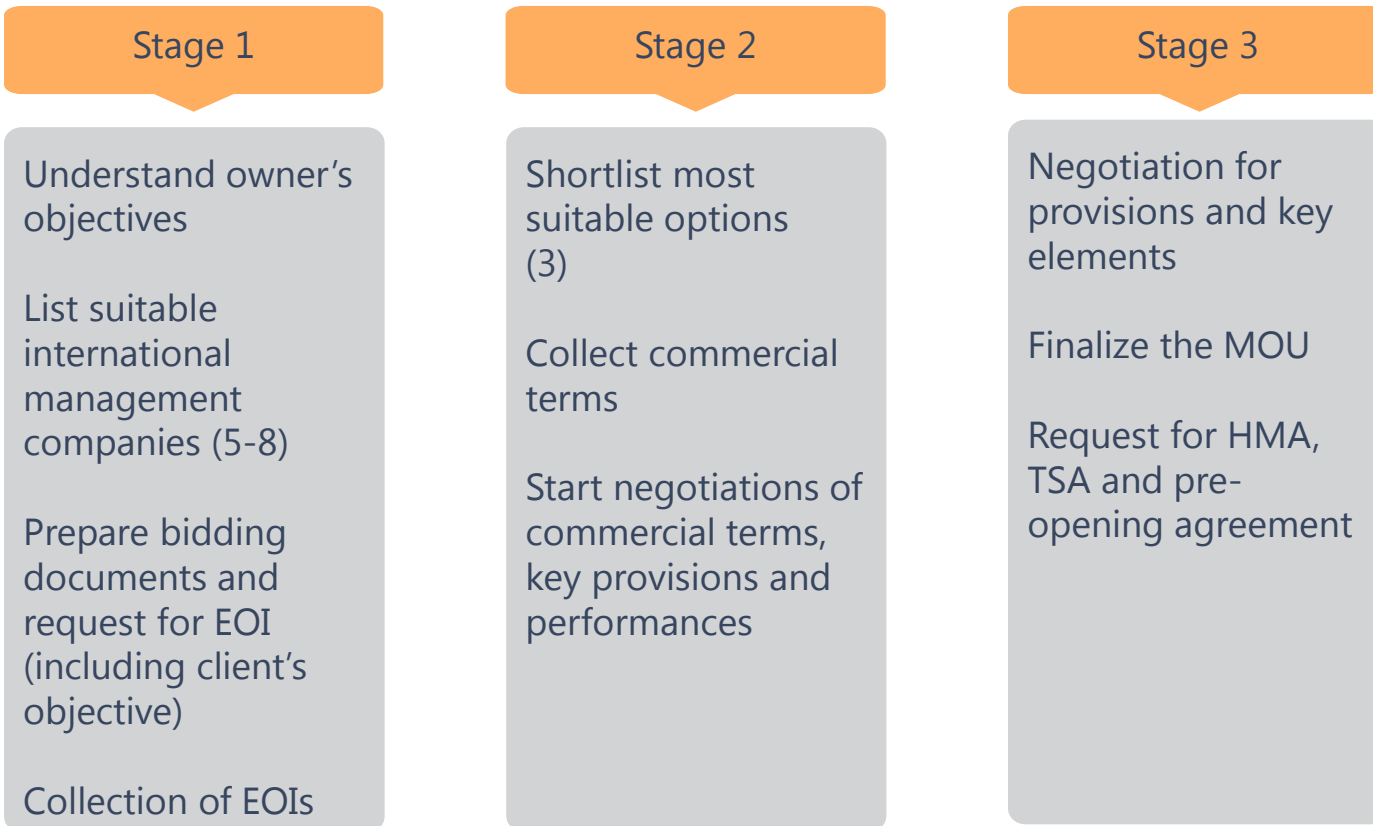 Stage 1
Understand owner’s
objectives
List suitable
international
management
companies (5-8)
Prepare bidding
documents and
request for EOI
(including client’s
objective)
Collection of EOIs
Stage 2
Shortlist most
suitable options
(3)
Collect commercial
terms
Start negotiations of
commercial terms,
key provisions and
performances
Stage 3
Negotiation for
provisions and key
elements
Finalize the MOU
Request for HMA,
TSA and pre-
opening agreement